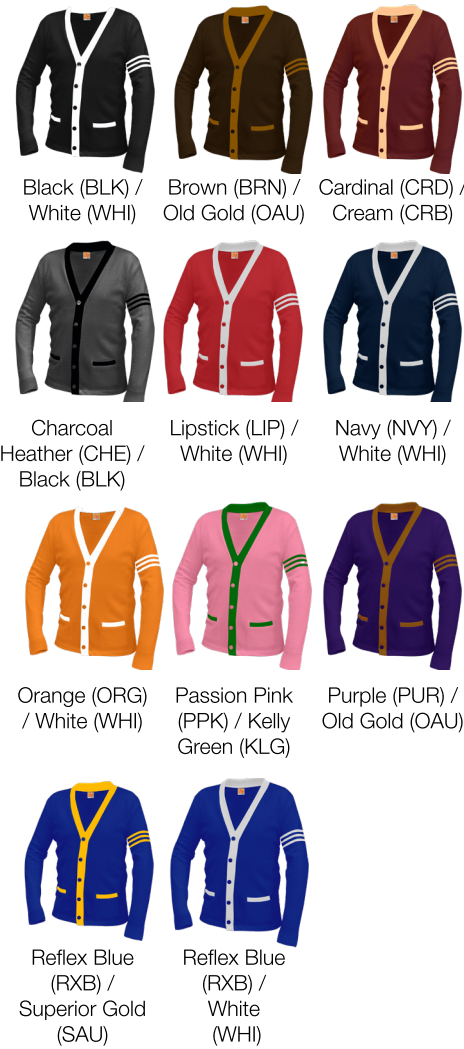 Black (BLK) /
White (WHI)
Brown (BRN) /
Old Gold (OAU)
Cardinal (CRD) /
Cream (CRB)
Charcoal
Heather (CHE) /
Black (BLK)
Lipstick (LIP) /
White (WHI)
Navy (NVY) /
White (WHI)
Orange (ORG)
/ White (WHI)
Passion Pink
(PPK) / Kelly
Green (KLG)
Purple (PUR) /
Old Gold (OAU)
Reflex Blue
(RXB) /
Superior Gold
(SAU)
Reflex Blue
(RXB) /
White
(WHI)